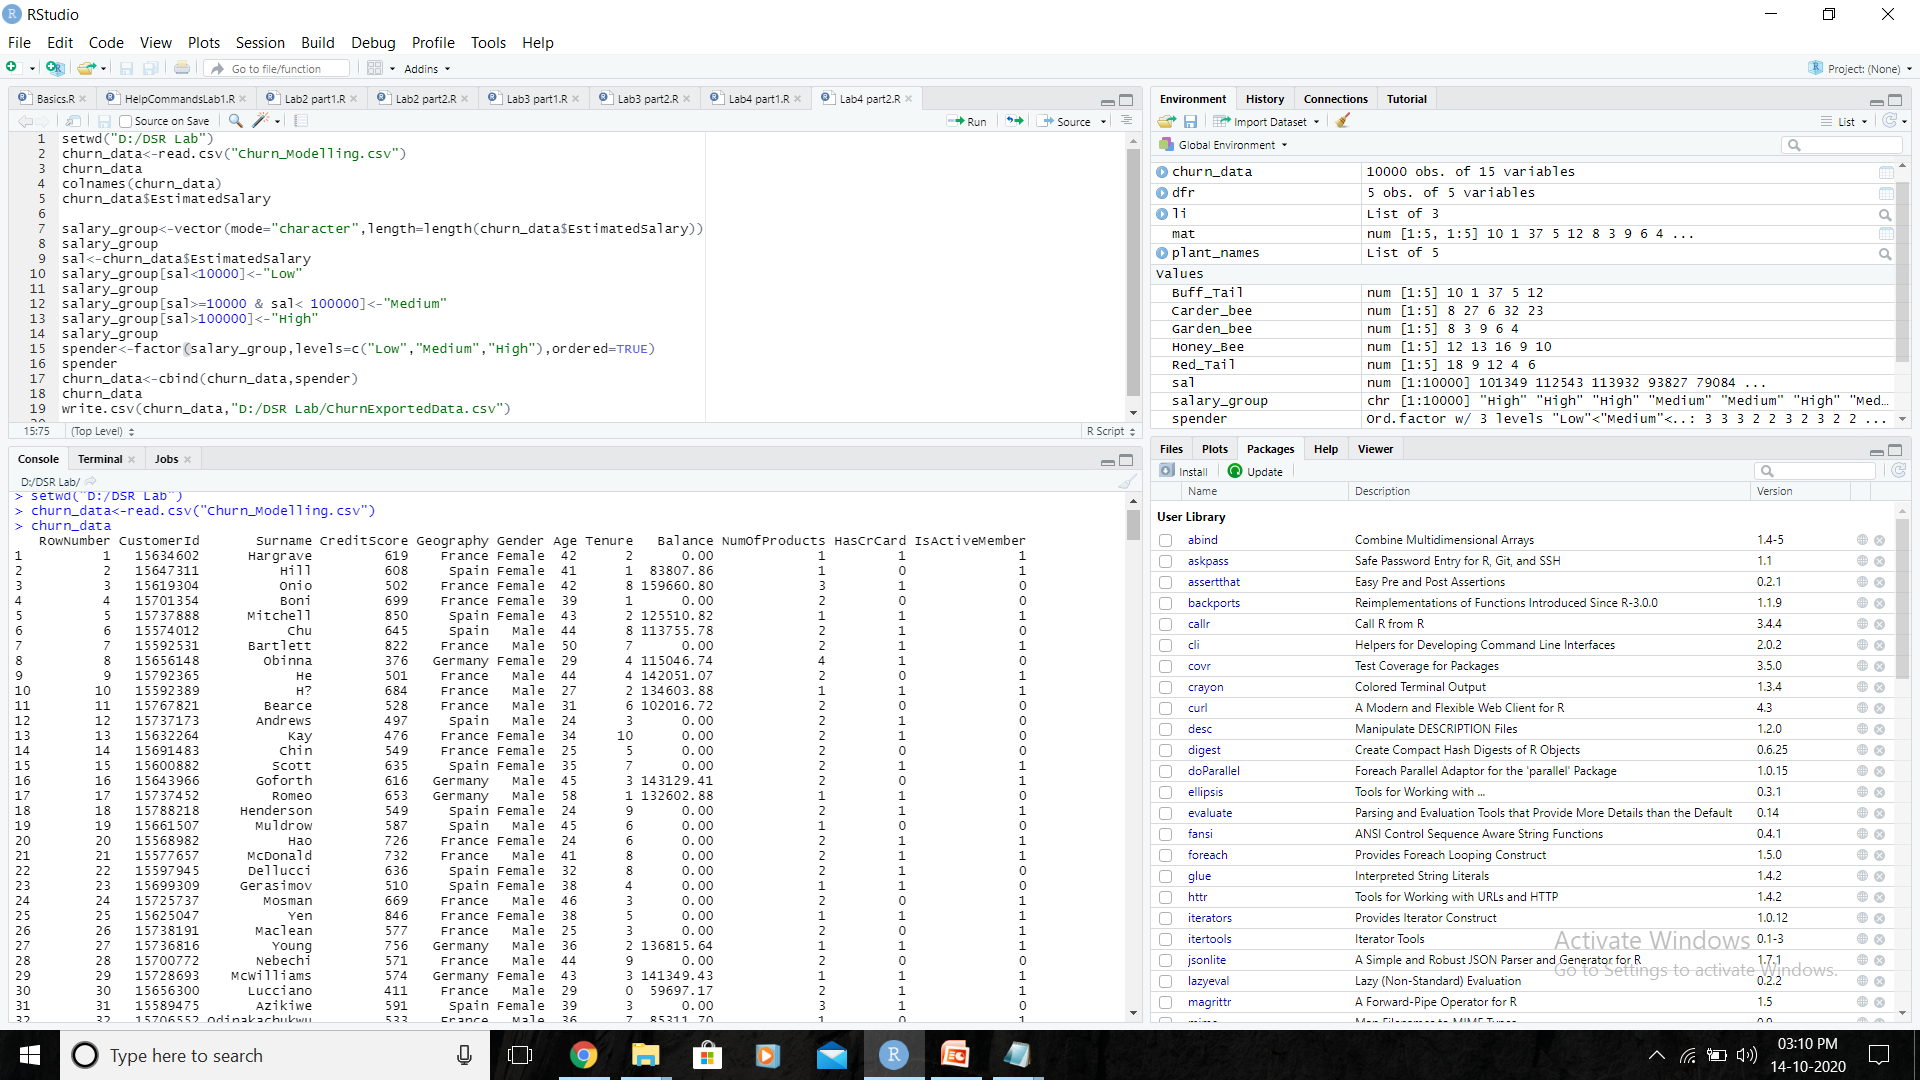 RStudio
File Edit Code View Plots Session Build Debug Profile Tools Help
Go to file/function Addins Project: (None)
Basics.R HelpCommandsLab1.R Lab2 part1.R Lab2 part2.R Lab3 part1.R Lab3 part2.R Lab4 part1.R Lab4 part2.R
Source on Save Run Source
1 setwd("D:/DSR Lab")
2 churn_data<-read.csv("Churn_Modelling.csv")
3 churn_data
4 colnames(churn_data)
5 churn_data$EstimatedSalary
6
7 salary_group<-vector(mode="character",length=length(churn_data$EstimatedSalary))
8 salary_group
9 sal<-churn_data$EstimatedSalary
10 salary_group[sal<10000]<-"Low"
11 salary_group
12 salary_group[sal>=10000 & sal< 100000]<-"Medium"
13 salary_group[sal>100000]<-"High"
14 salary_group
15 spender<-factor(salary_group,levels=c("Low","Medium","High"),ordered=TRUE)
16 spender
17 churn_data<-cbind(churn_data,spender)
18 churn_data
19 write.csv(churn_data,"D:/DSR Lab/ChurnExportedData.csv")
15:75 (Top Level) R Script
Console Terminal Jobs
D:/DSR Lab/
> setwd("D:/DSR Lab")
> churn_data<-read.csv("Churn_Modelling.csv")
> churn_data
RowNumber CustomerId Surname CreditScore Geography Gender Age Tenure Balance NumOfProducts HasCrCard IsActiveMember
1 1 15634602 Hargrave 619 France Female 42 2 0.00 1 1 1
2 2 15647311 Hill 608 Spain Female 41 1 83807.86 1 0 1
3 3 15619304 Onio 502 France Female 42 8 159660.80 3 1 0
4 4 15701354 Boni 699 France Female 39 1 0.00 2 0 0
5 5 15737888 Mitchell 850 Spain Female 43 2 125510.82 1 1 1
6 6 15574012 Chu 645 Spain Male 44 8 113755.78 2 1 0
7 7 15592531 Bartlett 822 France Male 50 7 0.00 2 1 1
8 8 15656148 Obinna 376 Germany Female 29 4 115046.74 4 1 0
9 9 15792365 He 501 France Male 44 4 142051.07 2 0 1
10 10 15592389 H? 684 France Male 27 2 134603.88 1 1 1
11 11 15767821 Bearce 528 France Male 31 6 102016.72 2 0 0
12 12 15737173 Andrews 497 Spain Male 24 3 0.00 2 1 0
13 13 15632264 Kay 476 France Female 34 10 0.00 2 1 0
14 14 15691483 Chin 549 France Female 25 5 0.00 2 0 0
15 15 15600882 Scott 635 Spain Female 35 7 0.00 2 1 1
16 16 15643966 Goforth 616 Germany Male 45 3 143129.41 2 0 1
17 17 15737452 Romeo 653 Germany Male 58 1 132602.88 1 1 0
18 18 15788218 Henderson 549 Spain Female 24 9 0.00 2 1 1
19 19 15661507 Muldrow 587 Spain Male 45 6 0.00 1 0 0
20 20 15568982 Hao 726 France Female 24 6 0.00 2 1 1
21 21 15577657 McDonald 732 France Male 41 8 0.00 2 1 1
22 22 15597945 Dellucci 636 Spain Female 32 8 0.00 2 1 0
23 23 15699309 Gerasimov 510 Spain Female 38 4 0.00 1 1 0
24 24 15725737 Mosman 669 France Male 46 3 0.00 2 0 1
25 25 15625047 Yen 846 France Female 38 5 0.00 1 1 1
26 26 15738191 Maclean 577 France Male 25 3 0.00 2 0 1
27 27 15736816 Young 756 Germany Male 36 2 136815.64 1 1 1
28 28 15700772 Nebechi 571 France Male 44 9 0.00 2 0 0
29 29 15728693 McWilliams 574 Germany Female 43 3 141349.43 1 1 1
30 30 15656300 Lucciano 411 France Male 29 0 59697.17 2 1 1
31 31 15589475 Azikiwe 591 Spain Female 39 3 0.00 3 1 0
32 32 15706552 Odinakachukwu 533 France Male 36 7 85311.70 1 0 1
Environment History Connections Tutorial
Import Dataset List
Global Environment
churn_data 10000 obs. of 15 variables
dfr 5 obs. of 5 variables
li List of 3
mat num [1:5, 1:5] 10 1 37 5 12 8 3 9 6 4 ...
plant_names List of 5
Values
Buff_Tail num [1:5] 10 1 37 5 12
Carder_bee num [1:5] 8 27 6 32 23
Garden_bee num [1:5] 8 3 9 6 4
Honey_Bee num [1:5] 12 13 16 9 10
Red_Tail num [1:5] 18 9 12 4 6
sal num [1:10000] 101349 112543 113932 93827 79084 ...
salary_group chr [1:10000] "High" "High" "High" "Medium" "Medium" "High" "Med…
spender Ord.factor w/ 3 levels "Low"<"Medium"<..: 3 3 3 2 2 3 2 3 2 2 ...
Files Plots Packages Help Viewer
Install Update
Name Description Version
User Library
abind Combine Multidimensional Arrays 1.4-5
askpass Safe Password Entry for R, Git, and SSH 1.1
assertthat Easy Pre and Post Assertions 0.2.1
backports Reimplementations of Functions Introduced Since R-3.0.0 1.1.9
callr Call R from R 3.4.4
cli Helpers for Developing Command Line Interfaces 2.0.2
covr Test Coverage for Packages 3.5.0
crayon Colored Terminal Output 1.3.4
curl A Modern and Flexible Web Client for R 4.3
desc Manipulate DESCRIPTION Files 1.2.0
digest Create Compact Hash Digests of R Objects 0.6.25
doParallel Foreach Parallel Adaptor for the 'parallel' Package 1.0.15
ellipsis Tools for Working with ... 0.3.1
evaluate Parsing and Evaluation Tools that Provide More Details than the Default 0.14
fansi ANSI Control Sequence Aware String Functions 0.4.1
foreach Provides Foreach Looping Construct 1.5.0
glue Interpreted String Literals 1.4.2
httr Tools for Working with URLs and HTTP 1.4.2
iterators Provides Iterator Construct 1.0.12
itertools Iterator Tools 0.1-3
jsonlite A Simple and Robust JSON Parser and Generator for R 1.7.1
lazyeval Lazy (Non-Standard) Evaluation 0.2.2
magrittr A Forward-Pipe Operator for R 1.5
Activate Windows
Go to Settings to activate Windows.
Type here to search
03:10 PM
14-10-2020